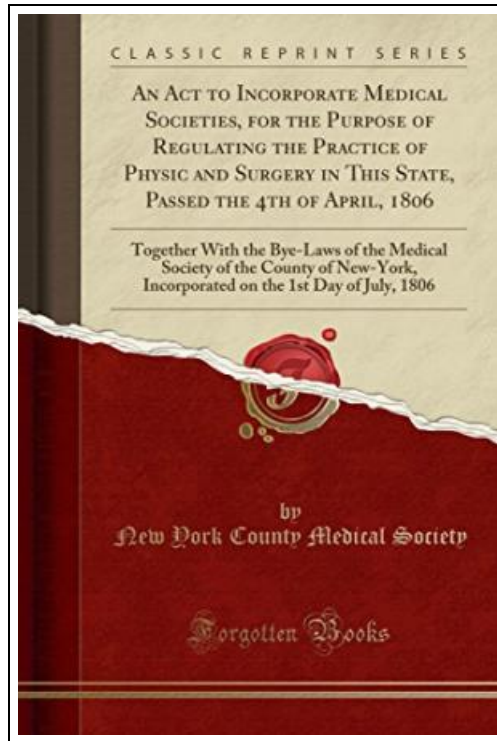 CLASSIC REPRINT SERIES
AN ACT TO INCORPORATE MEDICAL
SOCIETIES, FOR THE PURPOSE OF
REGULATING THE PRACTICE OF
PHYSIC AND SURGERY IN THIS STATE,
PASSED THE 4TH OF APRIL, 1806
Together With the Bye-Laws of the Medical
Society of the County of New-York,
Incorporated on the 1st Day of July, 1806
by
New York County Medical Society
Forgotten Books